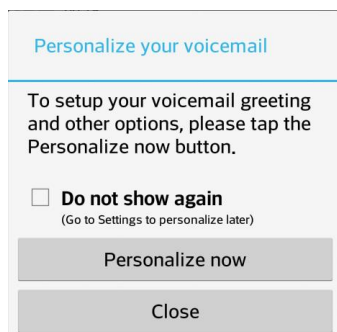 Personalize your voicemail
To setup your voicemail greeting
and other options, please tap the
Personalize now button.
Do not show again
(Go to Settings to personalize later)
Personalize now
Close